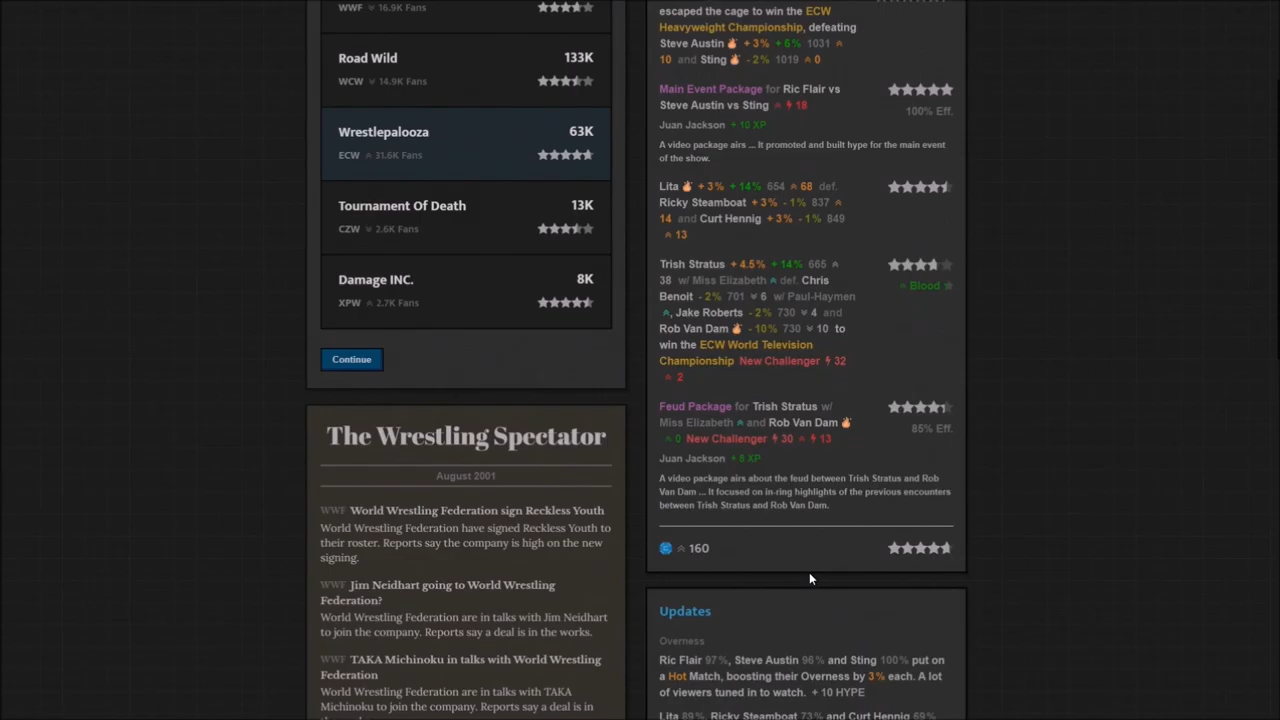 WWF 16.9K Fans
Road Wild 133K
WCW 14.9K Fans
Wrestlepalooza 63K
ECW 31.6K Fans
Tournament Of Death 13K
CZW 2.6K Fans
Damage INC. 8K
XPW 2.7K Fans
Continue
The Wrestling Spectator
August 2001
WWF World Wrestling Federation sign Reckless Youth
World Wrestling Federation have signed Reckless Youth to
their roster. Reports say the company is high on the new
signing.
WWF Jim Neidhart going to World Wrestling
Federation?
World Wrestling Federation are in talks with Jim Neidhart
to join the company. Reports say a deal is in the works.
WWF TAKA Michinoku in talks with World Wrestling
Federation
World Wrestling Federation are in talks with TAKA
Michinoku to join the company. Reports say a deal is in
escaped the cage to win the ECW
Heavyweight Championship, defeating
Steve Austin + 3% + 6% 1031
10 and Sting - 2% 1019 0
Main Event Package for Ric Flair vs
Steve Austin vs Sting 18
100% Eff.
Juan Jackson + 10 XP
A video package airs ... It promoted and built hype for the main event
of the show.
Lita + 3% + 14% 654 68 def.
Ricky Steamboat + 3% - 1% 837
14 and Curt Hennig + 3% - 1% 849
13
Trish Stratus + 4.5% + 14% 665
38 w/ Miss Elizabeth def. Chris
Blood
Benoit - 2% 701 6 w/ Paul-Haymen
, Jake Roberts - 2% 730 4 and
Rob Van Dam - 10% 730 10 to
win the ECW World Television
Championship New Challenger 32
2
Feud Package for Trish Stratus w/
Miss Elizabeth and Rob Van Dam
85% Eff.
0 New Challenger 30 13
Juan Jackson + 8 XP
A video package airs about the feud between Trish Stratus and Rob
Van Dam ... It focused on in-ring highlights of the previous encounters
between Trish Stratus and Rob Van Dam.
160
Updates
Overness
Ric Flair 97%, Steve Austin 96% and Sting 100% put on
a Hot Match, boosting their Overness by 3% each. A lot
of viewers tuned in to watch. + 10 HYPE
Lita 89%, Ricky Steamboat 73% and Curt Hennig 69%